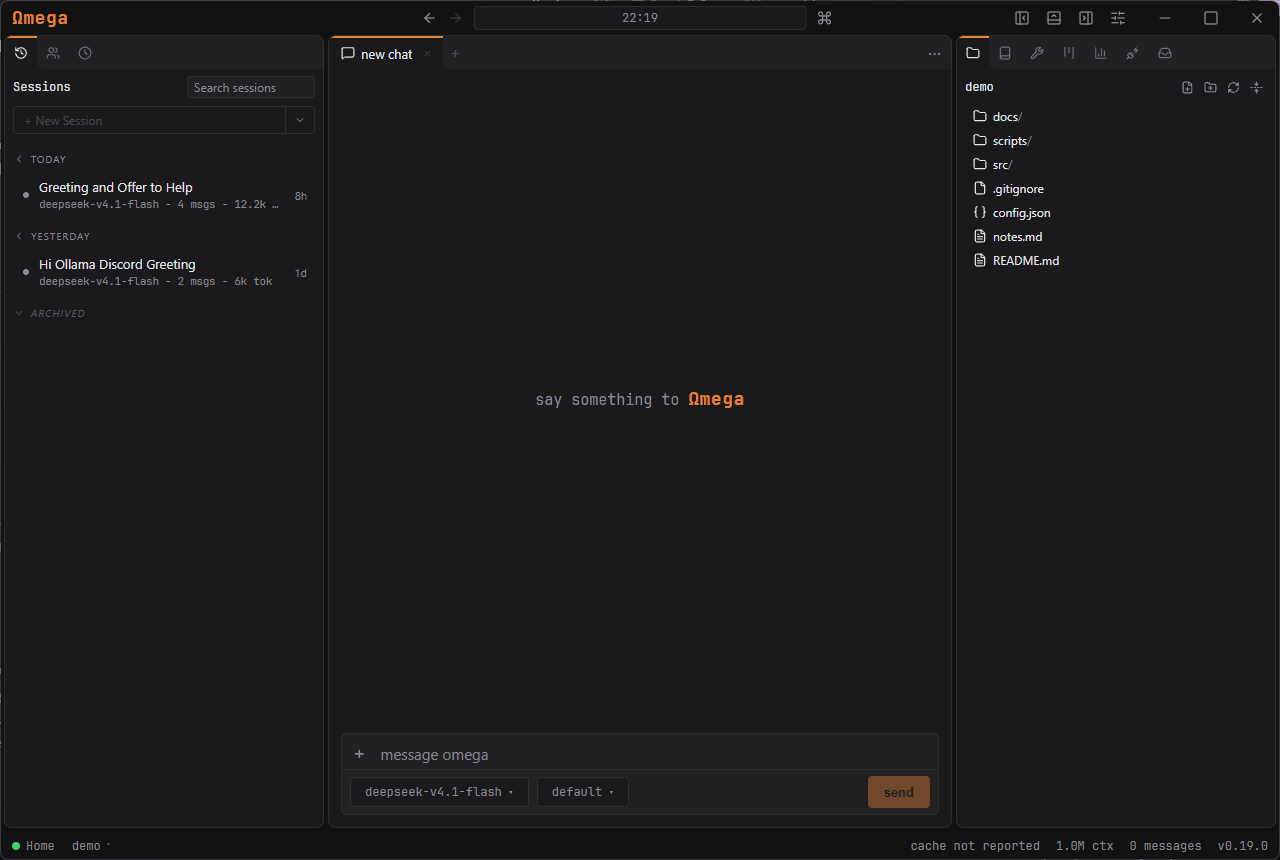 Ωmega
22:19
Sessions
Search sessions
+ New Session
TODAY
Greeting and Offer to Help
deepseek-v4.1-flash - 4 msgs - 12.2k …
8h
YESTERDAY
Hi Ollama Discord Greeting
deepseek-v4.1-flash - 2 msgs - 6k tok
1d
ARCHIVED
new chat
say something to Ωmega
message omega
deepseek-v4.1-flash
default
send
demo
docs/
scripts/
src/
.gitignore
config.json
notes.md
README.md
Home demo
cache not reported 1.0M ctx 0 messages v0.19.0